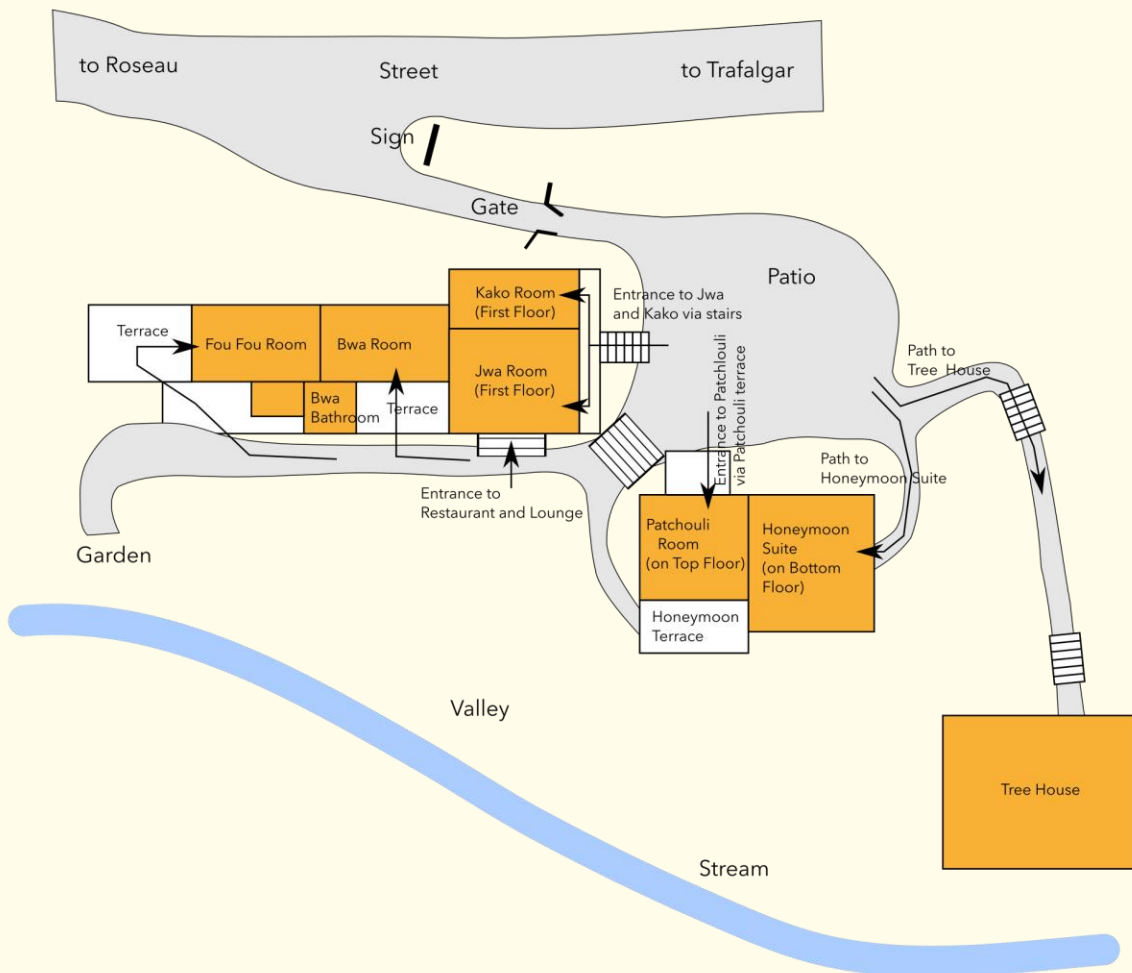 to Roseau
Street
to Trafalgar
Sign
Gate
Patio
Kako Room
(First Floor)
Entrance to Jwa
and Kako via stairs
Terrace
Fou Fou Room
Bwa Room
Jwa Room
(First Floor)
Path to
Tree House
Bwa
Bathroom
Terrace
Entrance to Patchlouli
via Patchouli terrace
Path to
Honeymoon Suite
Entrance to
Restaurant and Lounge
Garden
Patchouli
Room
(on Top Floor)
Honeymoon
Suite
(on Bottom
Floor)
Honeymoon
Terrace
Valley
Tree House
Stream